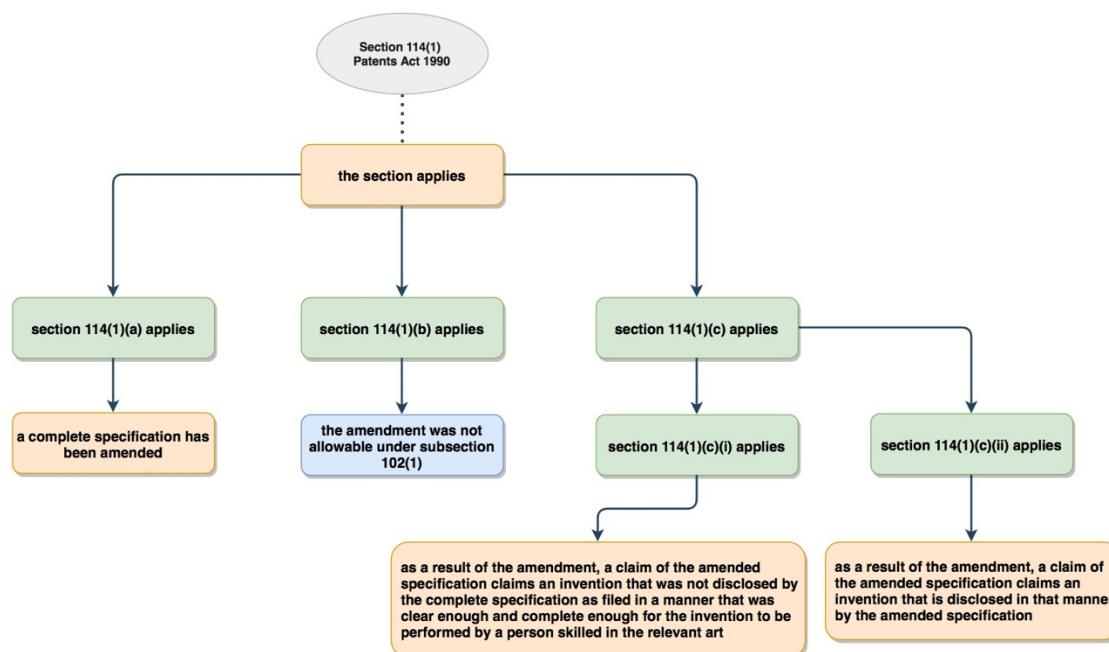 Section 114(1)
Patents Act 1990
the section applies
section 114(1)(a) applies
section 114(1)(b) applies
section 114(1)(c) applies
a complete specification has
been amended
the amendment was not
allowable under subsection
102(1)
section 114(1)(c)(i) applies
section 114(1)(c)(ii) applies
as a result of the amendment, a claim of the amended
specification claims an invention that was not disclosed by
the complete specification as filed in a manner that was
clear enough and complete enough for the invention to be
performed by a person skilled in the relevant art
as a result of the amendment, a claim of
the amended specification claims an
invention that is disclosed in that manner
by the amended specification